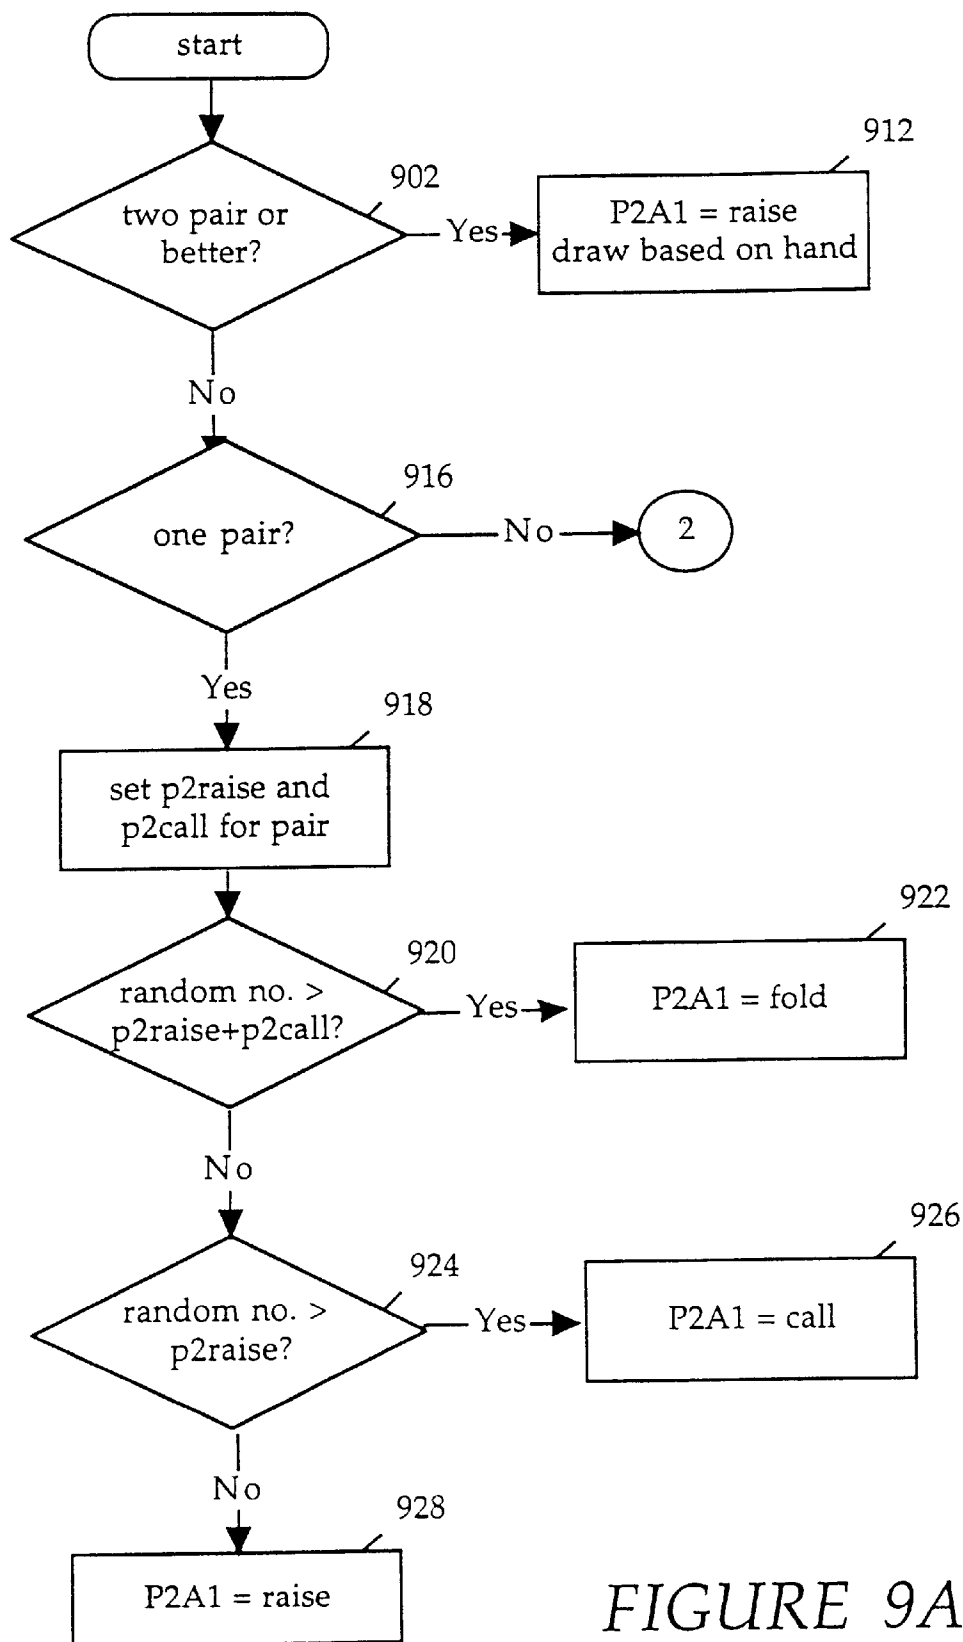 start
902
two pair or
better?
Yes
912
P2A1 = raise
draw based on hand
No
916
one pair?
No
2
Yes
918
set p2raise and
p2call for pair
920
random no. >
p2raise+p2call?
Yes
922
P2A1 = fold
No
924
random no. >
p2raise?
Yes
926
P2A1 = call
No
928
P2A1 = raise
FIGURE 9A